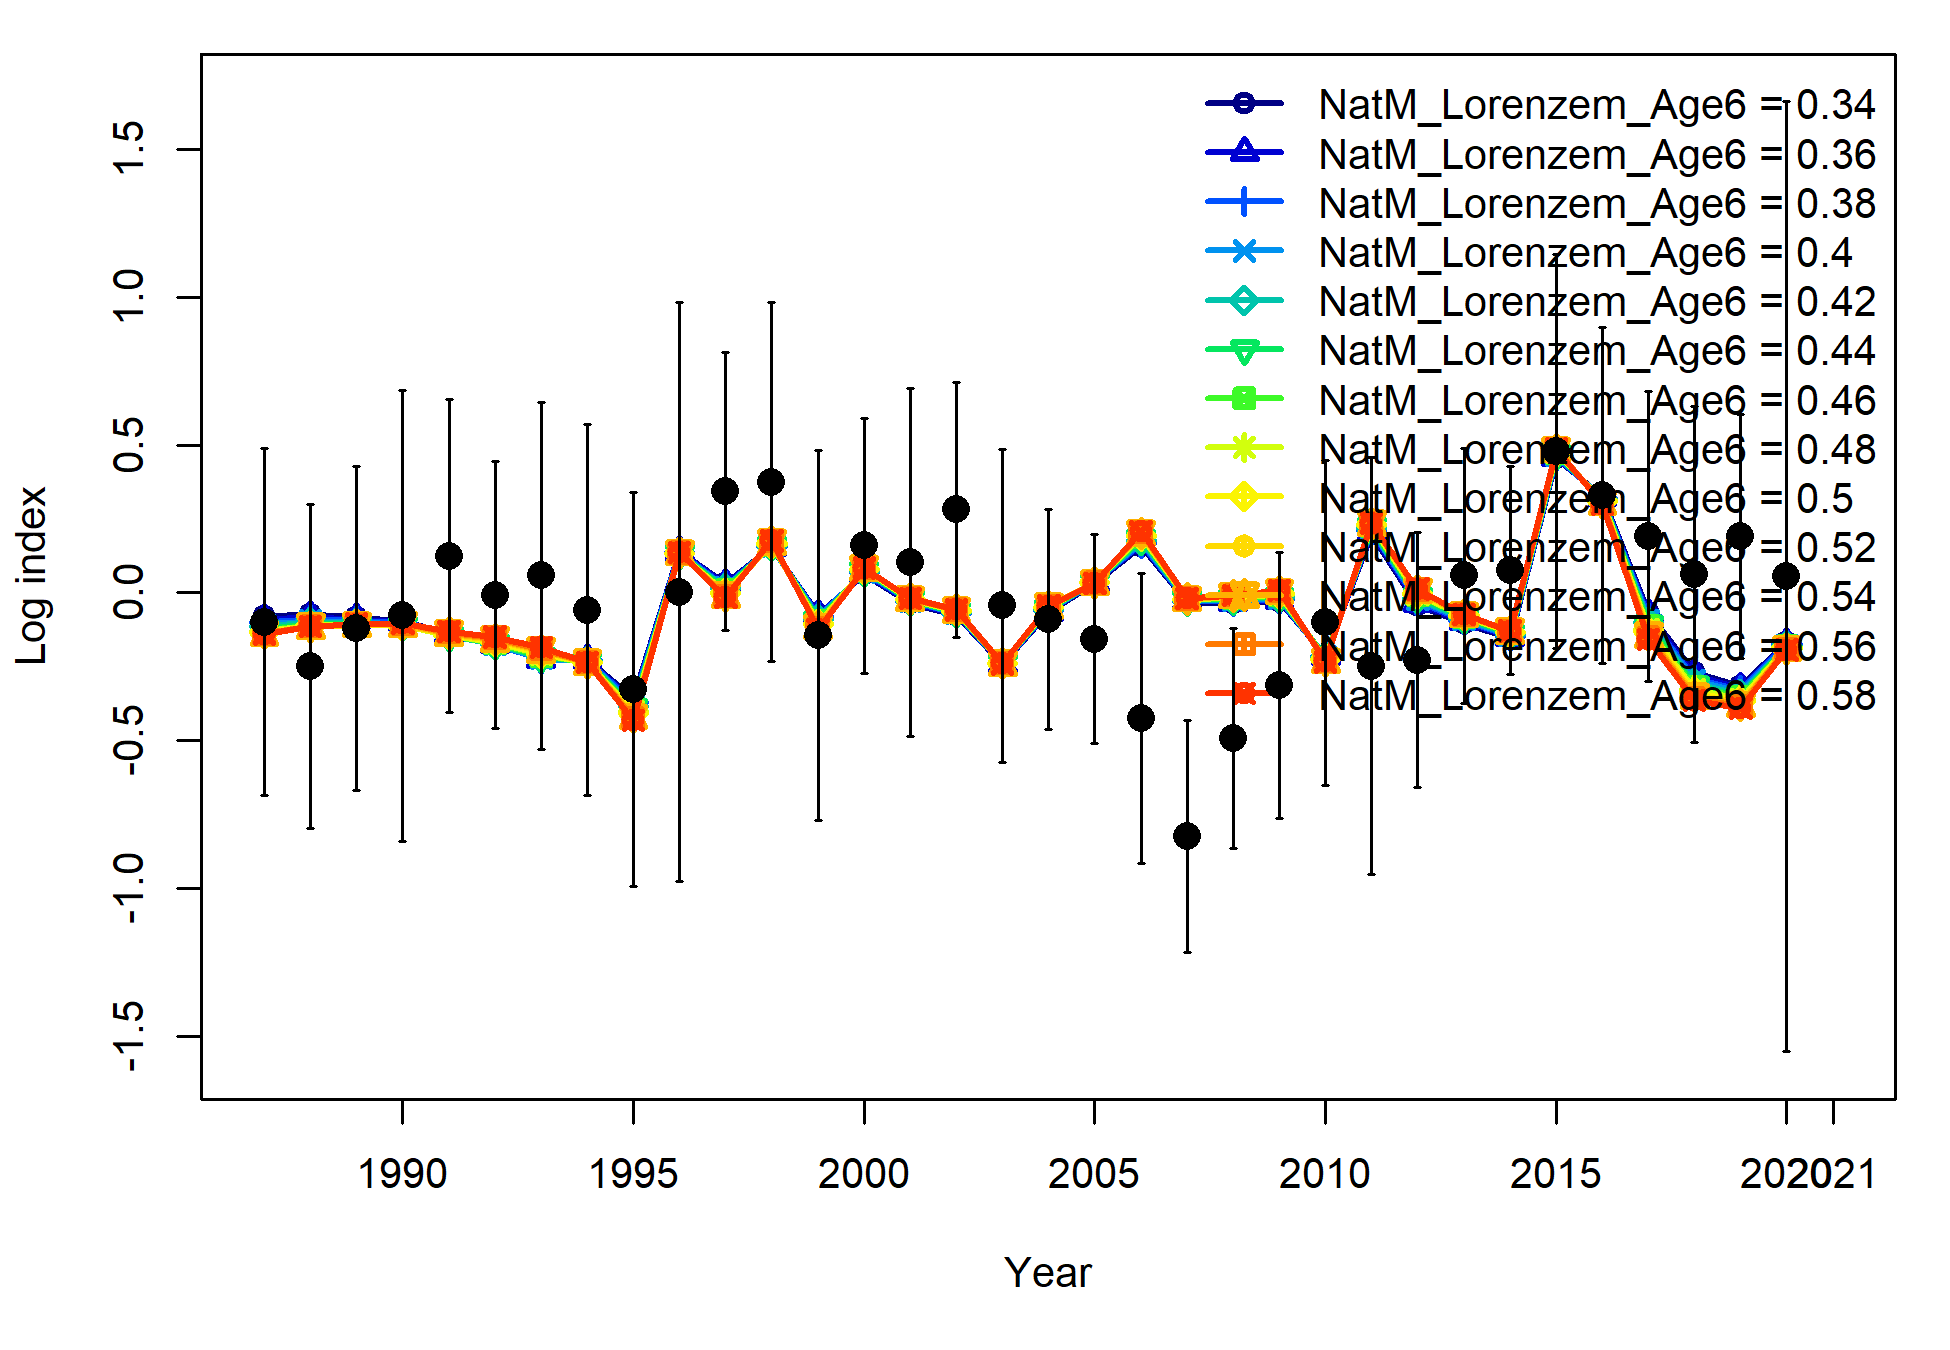 NatM_Lorenzem_Age6 = 0.34
NatM_Lorenzem_Age6 = 0.36
NatM_Lorenzem_Age6 = 0.38
NatM_Lorenzem_Age6 = 0.4
NatM_Lorenzem_Age6 = 0.42
NatM_Lorenzem_Age6 = 0.44
NatM_Lorenzem_Age6 = 0.46
NatM_Lorenzem_Age6 = 0.48
NatM_Lorenzem_Age6 = 0.5
NatM_Lorenzem_Age6 = 0.52
NatM_Lorenzem_Age6 = 0.54
NatM_Lorenzem_Age6 = 0.56
NatM_Lorenzem_Age6 = 0.58
1.5
1.0
0.5
0.0
-0.5
-1.0
-1.5
Log index
1990 1995 2000 2005 2010 2015 2020 2021
Year